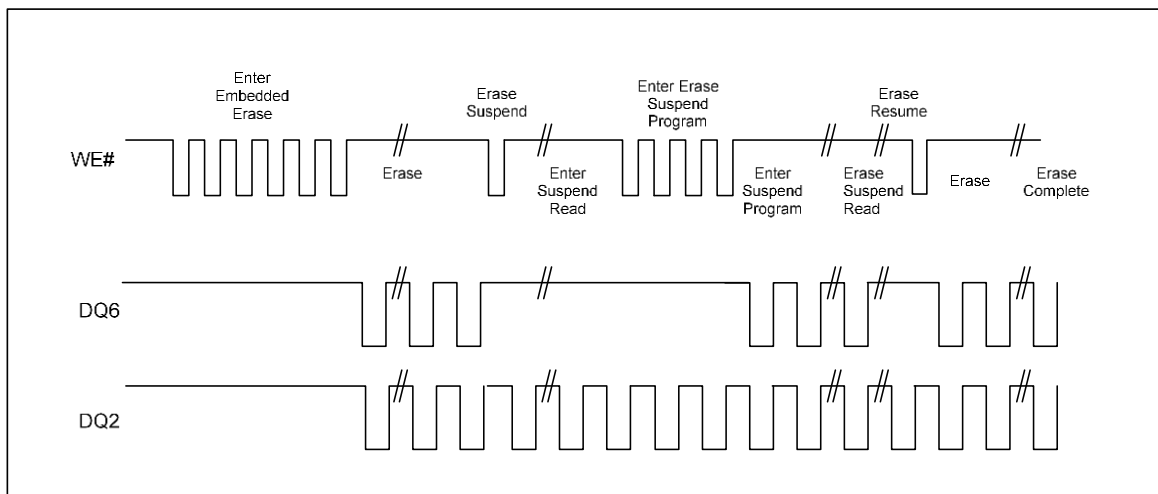 Enter
Embedded
Erase
Erase
Suspend
Enter Erase
Suspend
Program
Erase
Resume
WE#
Erase
Enter
Suspend
Read
Enter
Suspend
Program
Erase
Suspend
Read
Erase
Erase
Complete
DQ6
DQ2